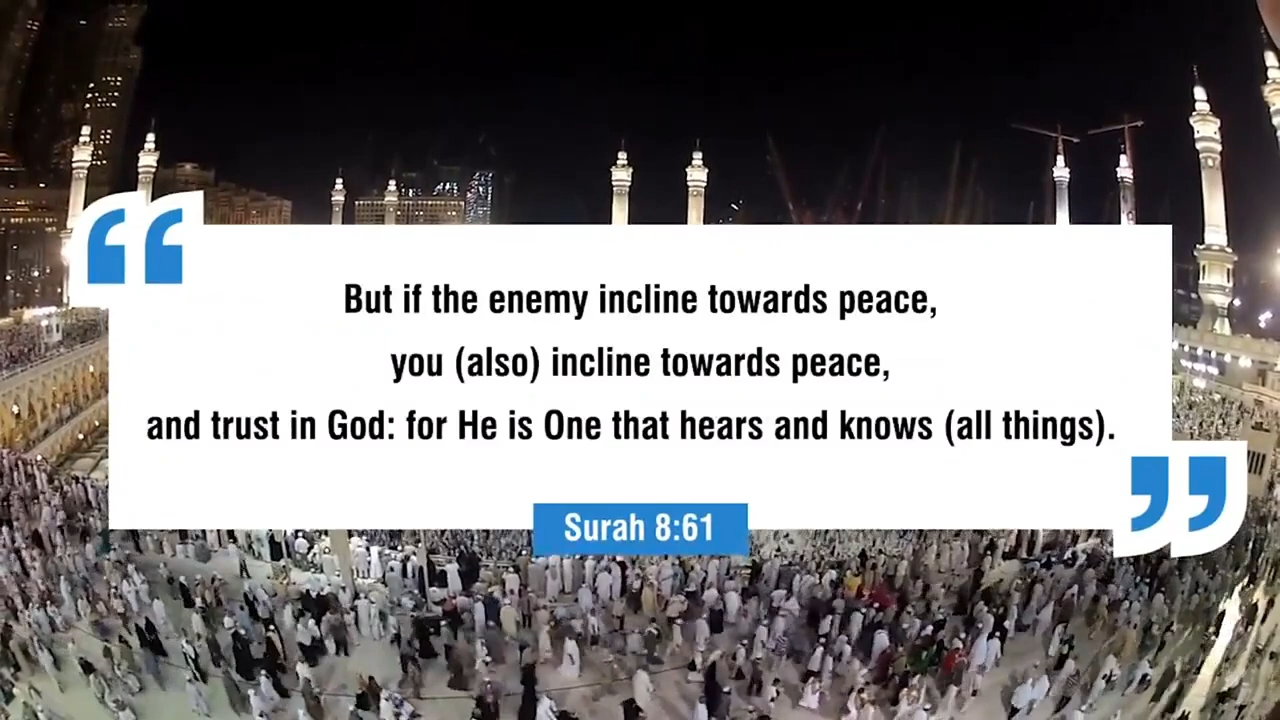 But if the enemy incline towards peace,
you (also) incline towards peace,
and trust in God: for He is One that hears and knows (all things).
Surah 8:61